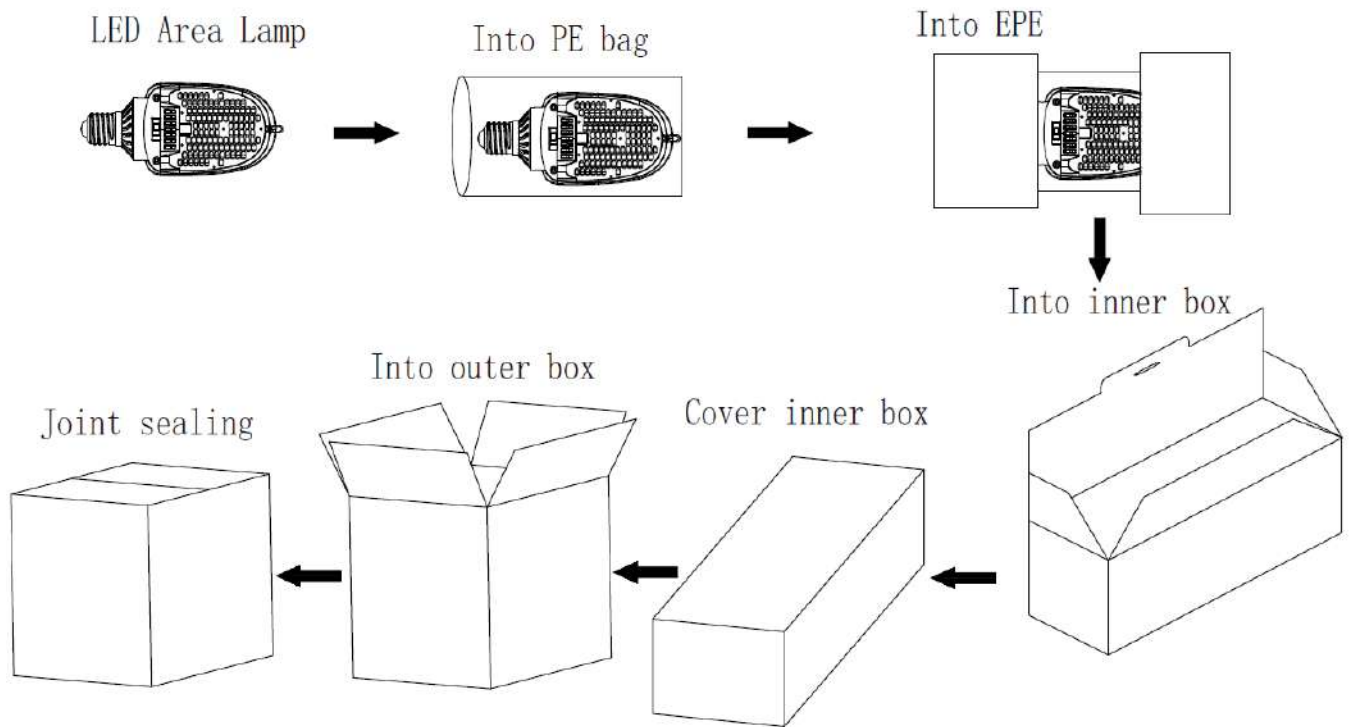 LED Area Lamp
Into PE bag
Into EPE
Into inner box
Cover inner box
Into outer box
Joint sealing